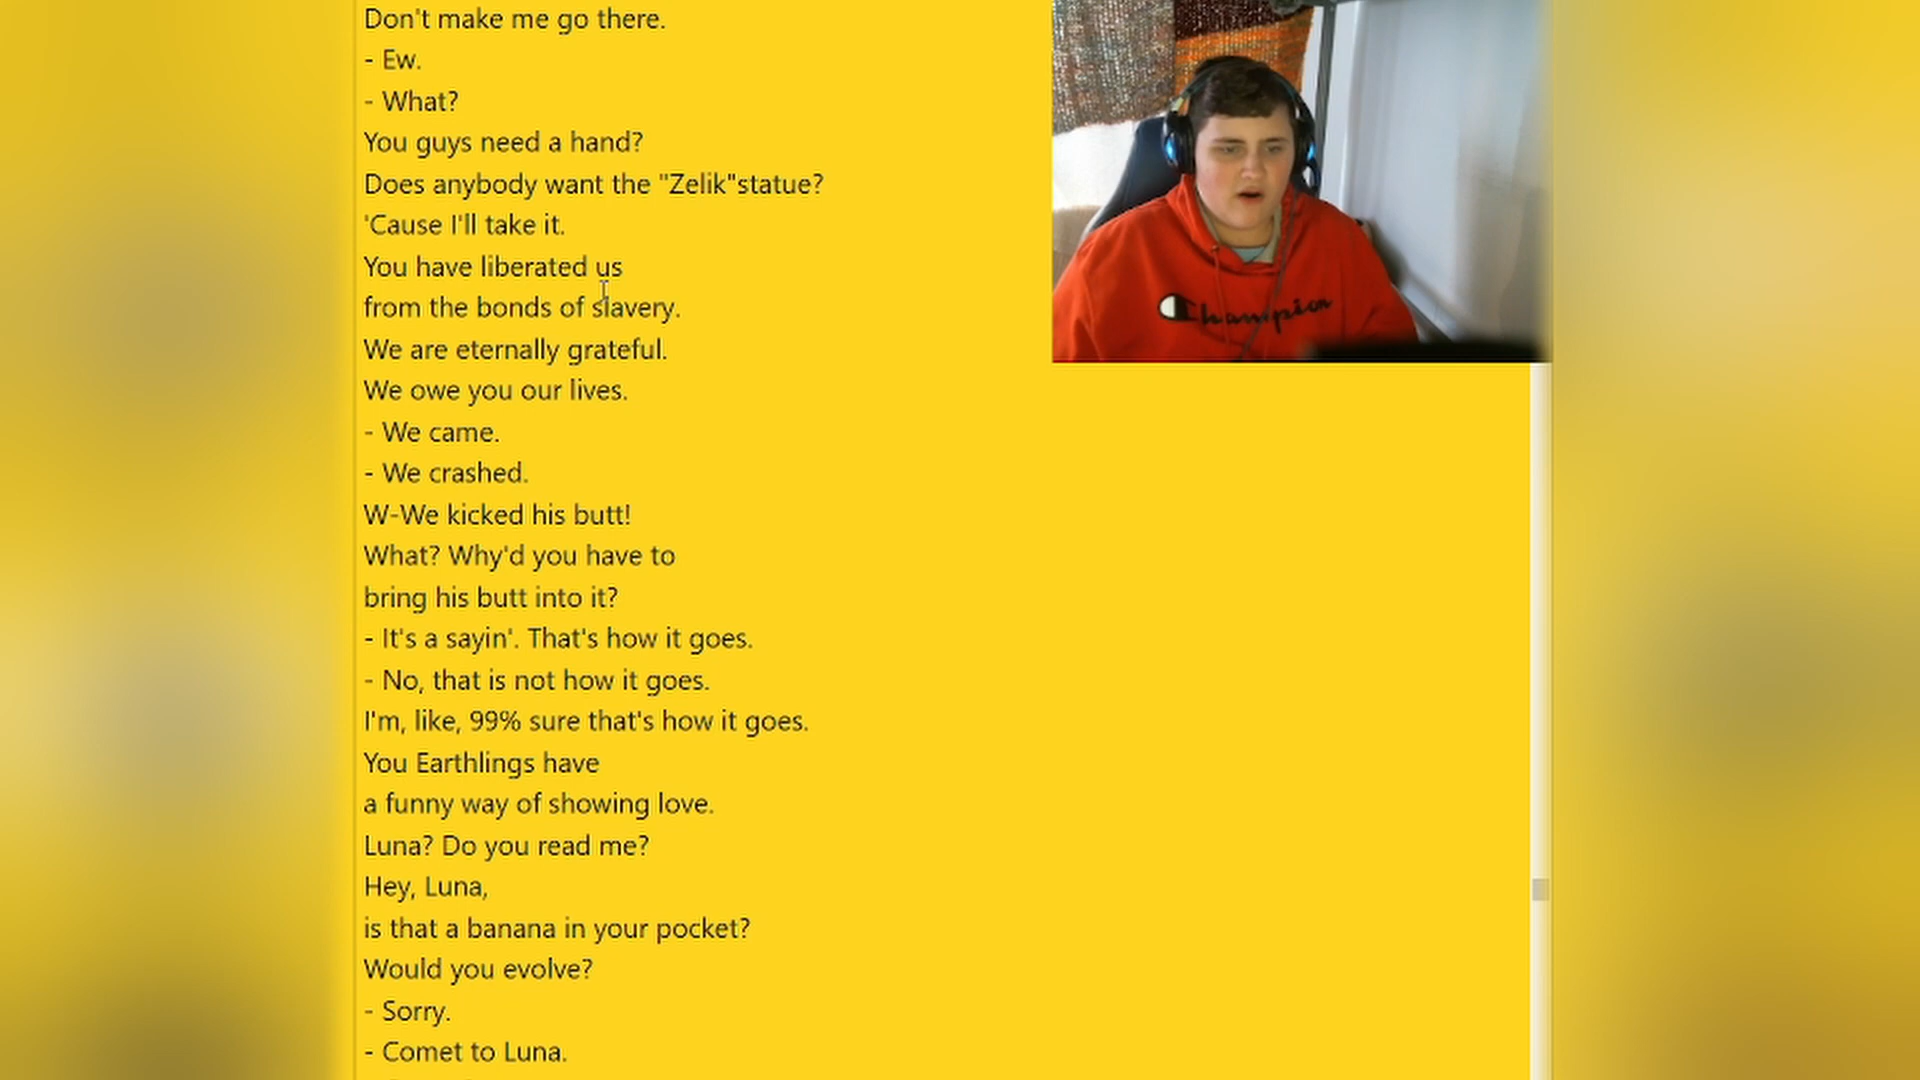 Don't make me go there.
- Ew.
- What?
You guys need a hand?
Does anybody want the "Zelik"statue?
'Cause I'll take it.
You have liberated us
from the bonds of slavery.
We are eternally grateful.
We owe you our lives.
- We came.
- We crashed.
W-We kicked his butt!
What? Why'd you have to
bring his butt into it?
- It's a sayin'. That's how it goes.
- No, that is not how it goes.
I'm, like, 99% sure that's how it goes.
You Earthlings have
a funny way of showing love.
Luna? Do you read me?
Hey, Luna,
is that a banana in your pocket?
Would you evolve?
- Sorry.
- Comet to Luna.
Champion